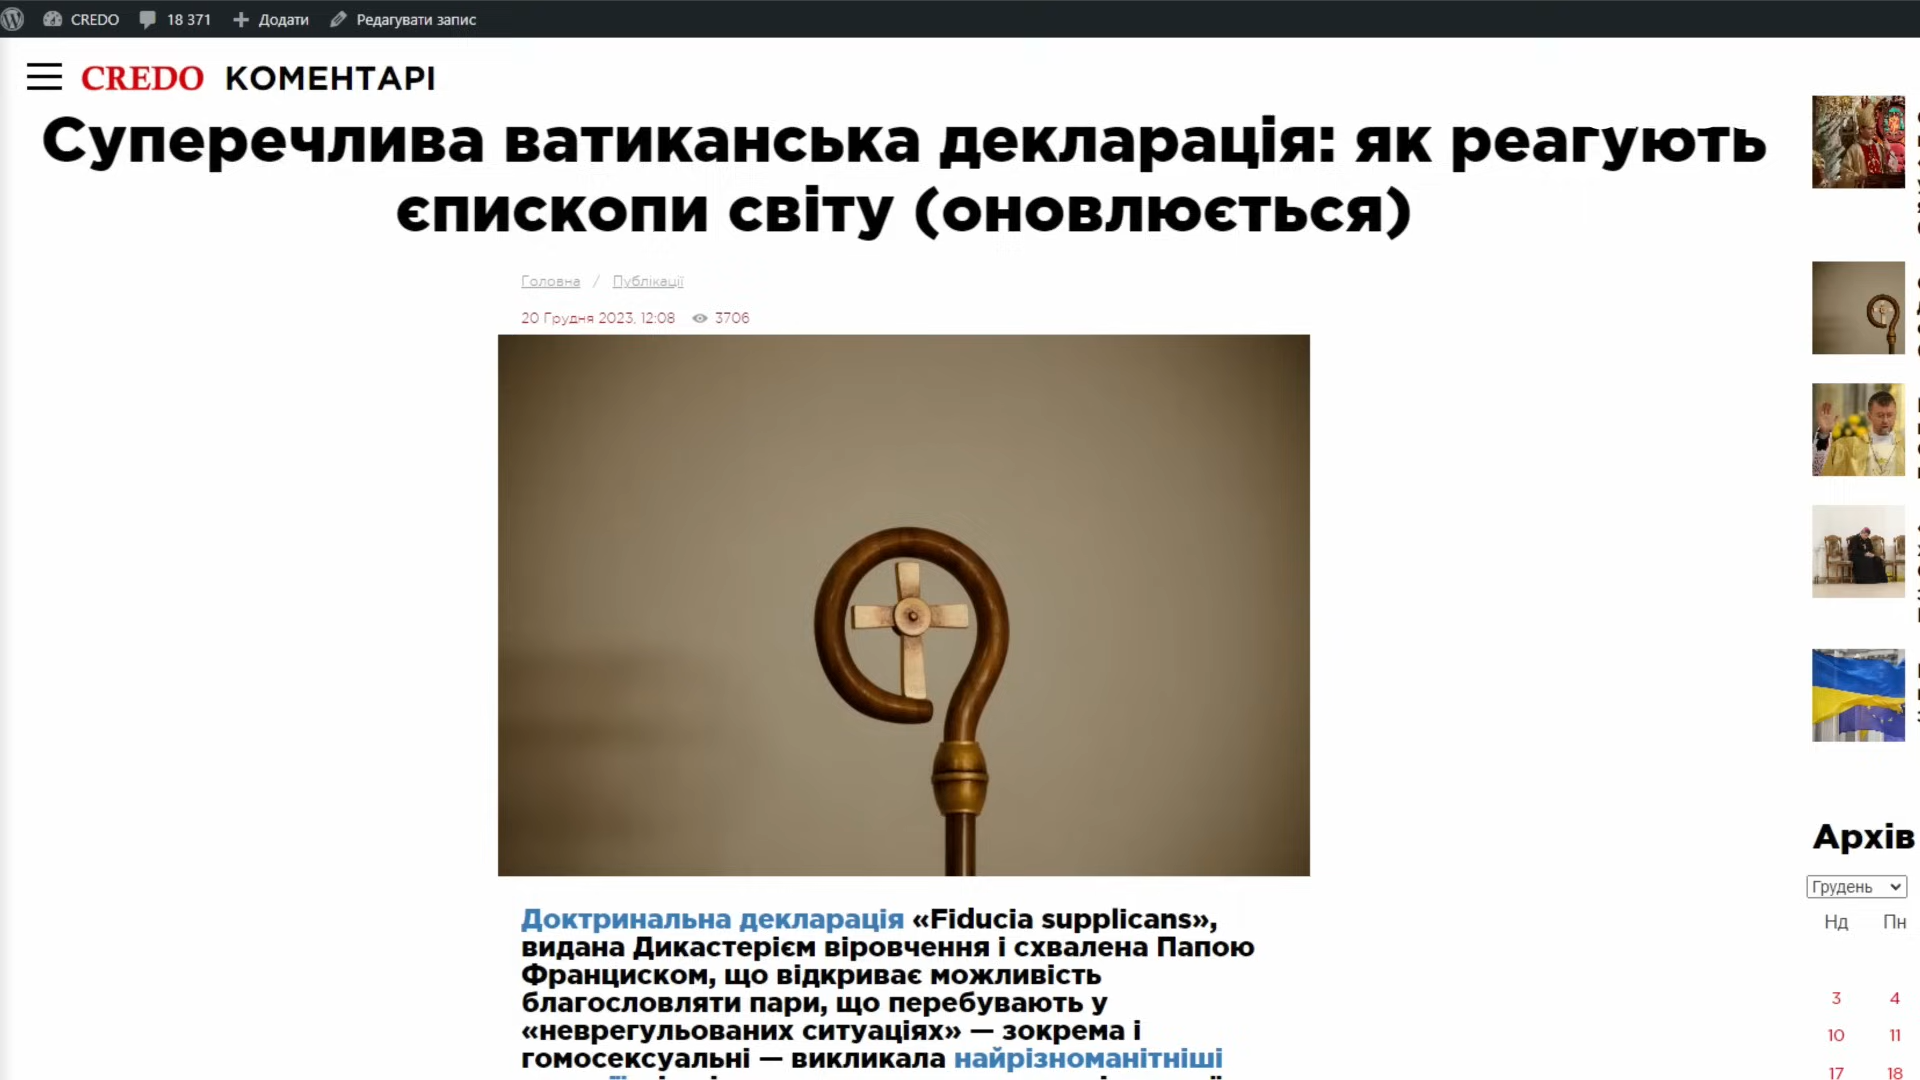 CREDO 18 371 Додати Редагувати запис
CREDO КОМЕНТАРІ
Суперечлива ватиканська декларація: як реагують
єпископи світу (оновлюється)
Головна / Публікації
20 Грудня 2023, 12:08 3706
Доктринальна декларація «Fiducia supplicans»,
видана Дикастерієм віровчення і схвалена Папою
Франциском, що відкриває можливість
благословляти пари, що перебувають у
«неврегульованих ситуаціях» — зокрема і
гомосексуальні — викликала найрізноманітніші
Архів
Грудень
Нд Пн
3 4
10 11
17 18